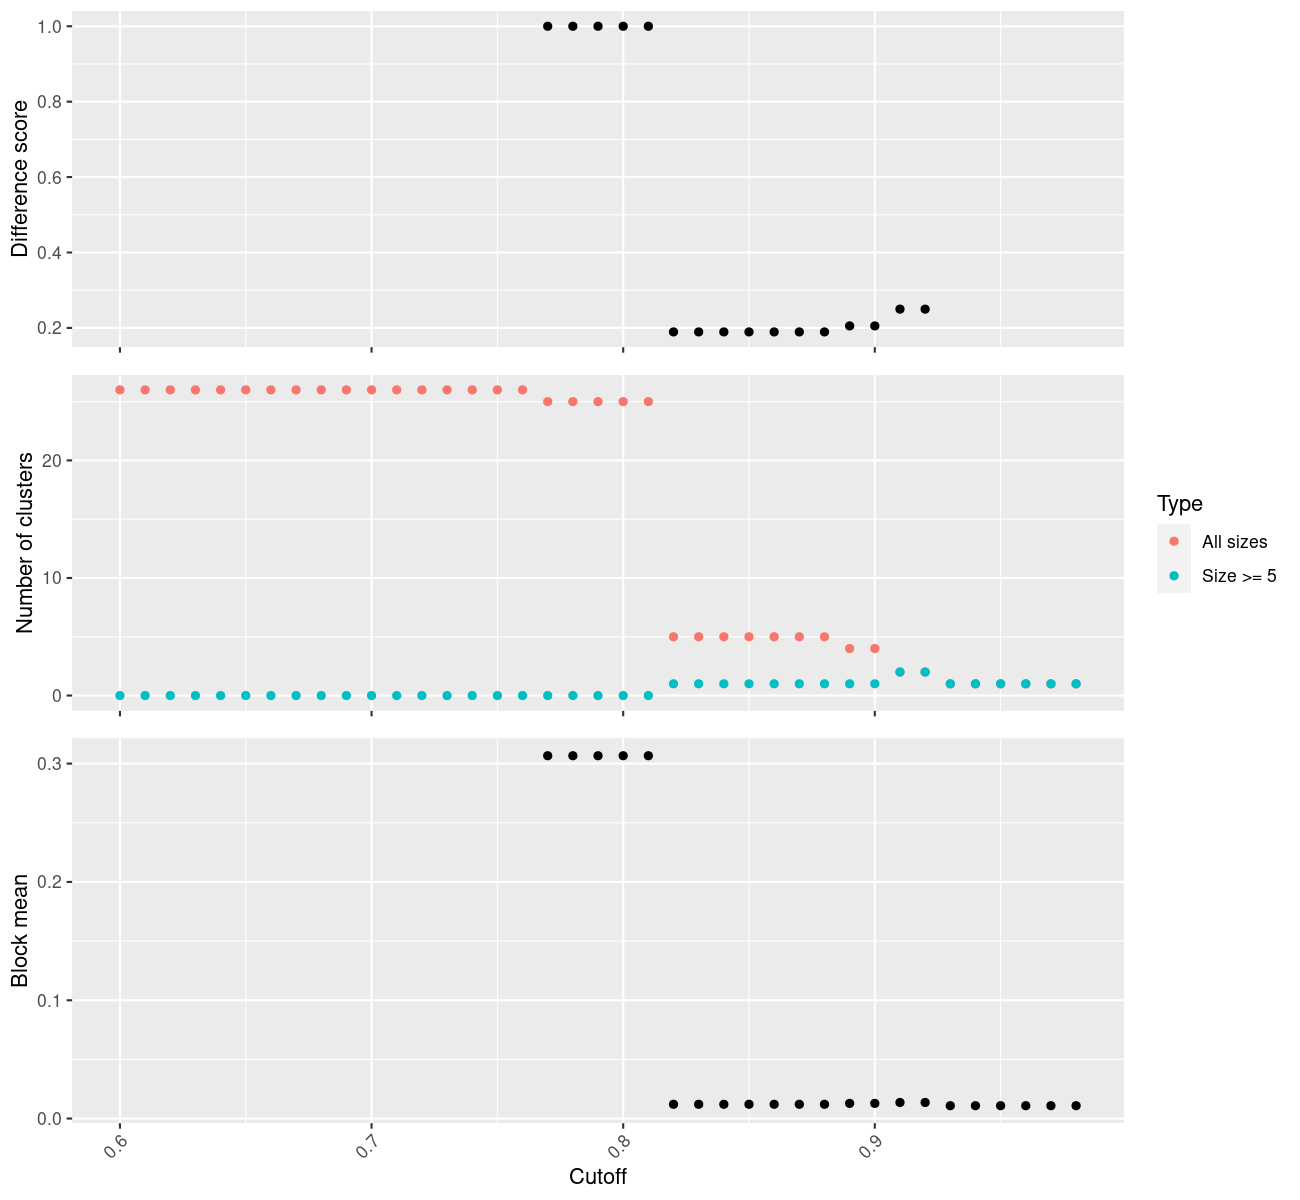 Difference score
1.0
0.8
0.6
0.4
0.2
Number of clusters
20
10
0
Type
All sizes
Size >= 5
Block mean
0.3
0.2
0.1
0.0
0.6 0.7 0.8 0.9
Cutoff